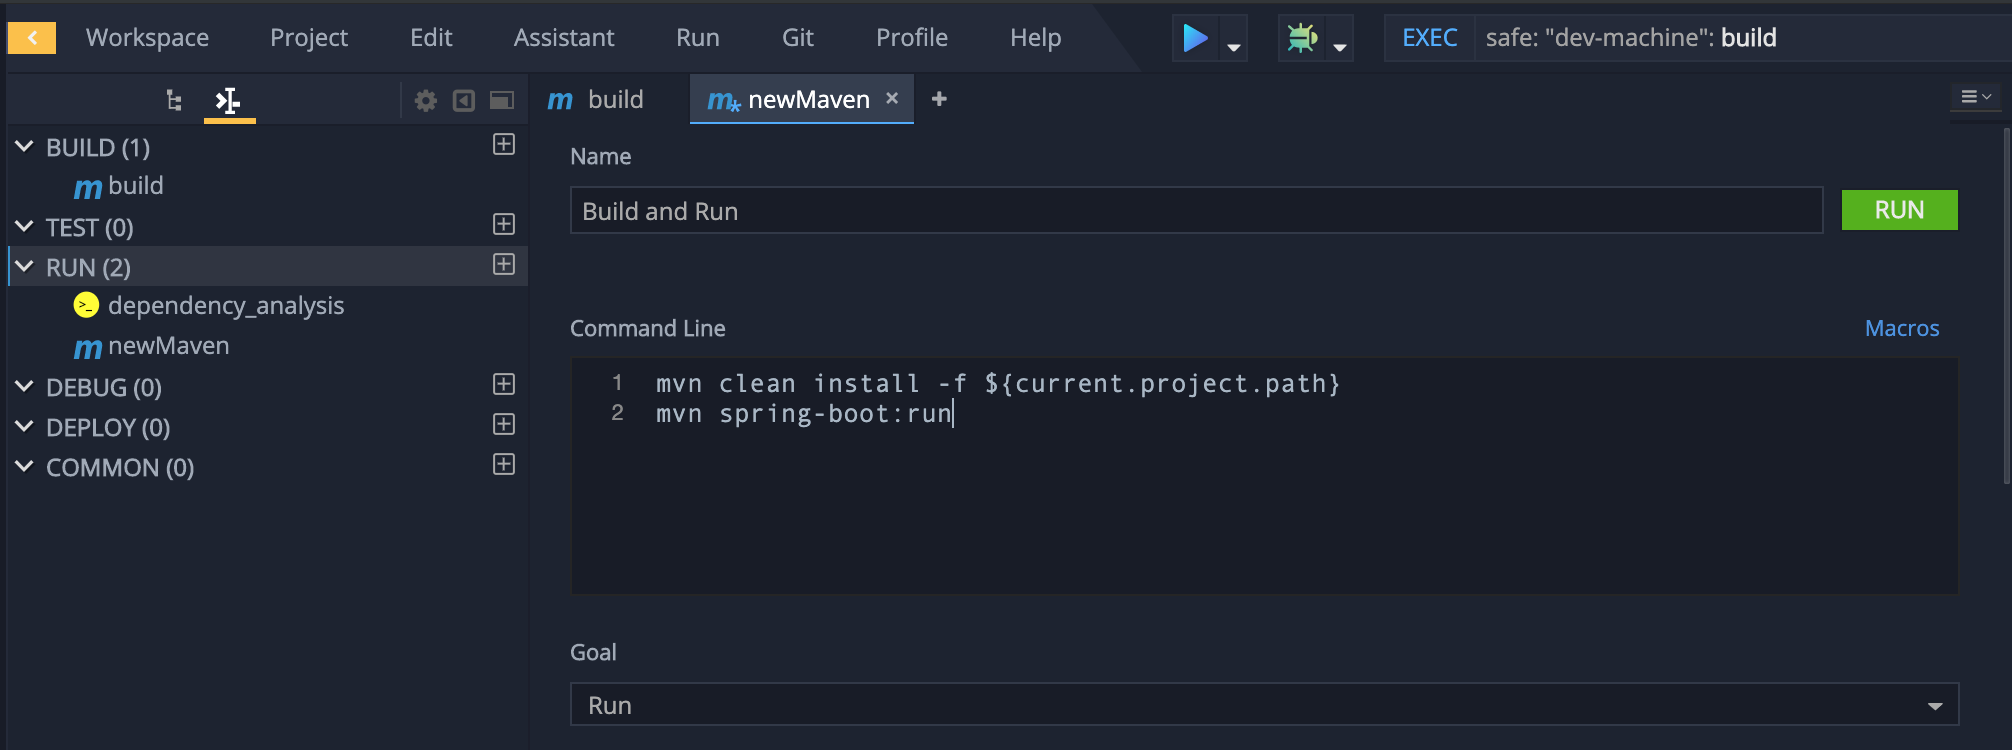 Workspace Project Edit Assistant Run Git Profile Help EXEC safe: "dev-machine": build
m build m* newMaven × +
BUILD (1)
m build
TEST (0)
RUN (2)
>_ dependency_analysis
m newMaven
DEBUG (0)
DEPLOY (0)
COMMON (0)
Name
Build and Run
RUN
Command Line
Macros
1 mvn clean install -f ${current.project.path}
2 mvn spring-boot:run
Goal
Run